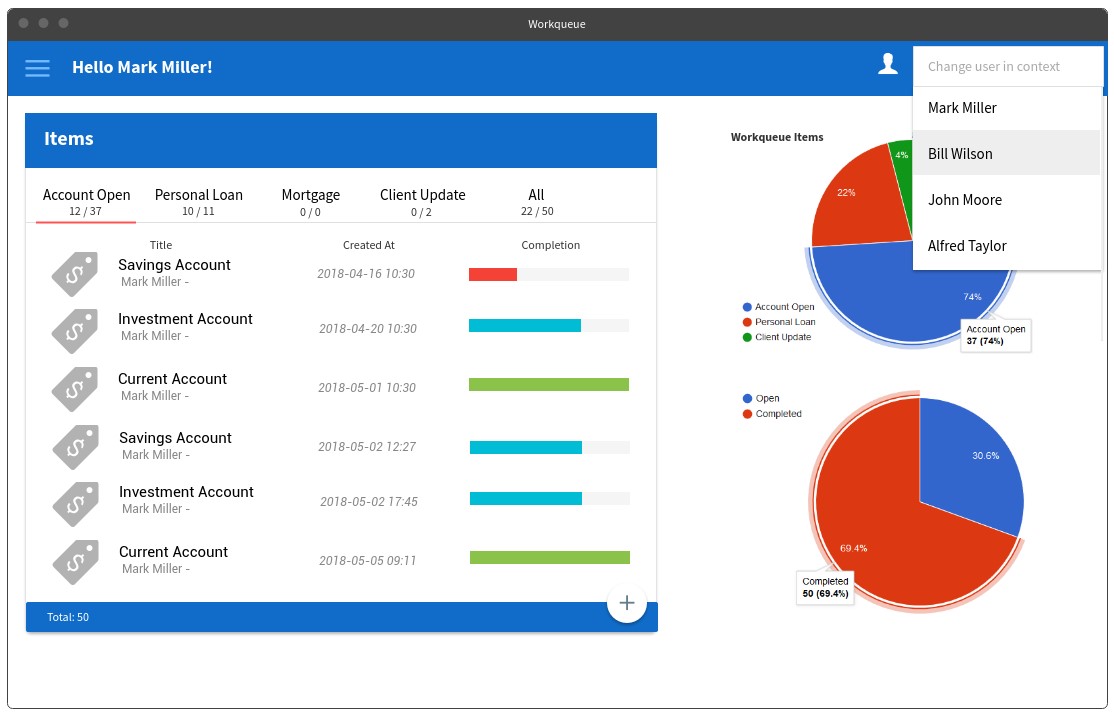 Workqueue
Hello Mark Miller!
Change user in context
Mark Miller
Bill Wilson
John Moore
Alfred Taylor
Items
Account Open Personal Loan Mortgage Client Update All
12 / 37 10 / 11 0 / 0 0 / 2 22 / 50
Title Created At Completion
Savings Account 2018-04-16 10:30
Mark Miller -
Investment Account 2018-04-20 10:30
Mark Miller -
Current Account 2018-05-01 10:30
Mark Miller -
Savings Account 2018-05-02 12:27
Mark Miller -
Investment Account 2018-05-02 17:45
Mark Miller -
Current Account 2018-05-05 09:11
Mark Miller -
Total: 50
Workqueue Items
4%
22%
74%
Account Open
Personal Loan
Client Update
Account Open
37 (74%)
Open
Completed
30.6%
69.4%
Completed
50 (69.4%)